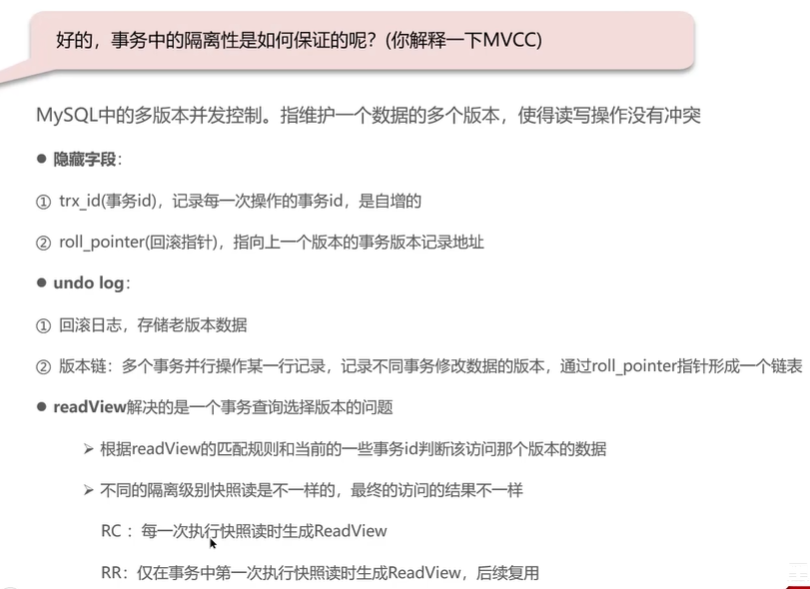 好的，事务中的隔离性是如何保证的呢？(你解释一下MVCC)
MySQL中的多版本并发控制。指维护一个数据的多个版本，使得读写操作没有冲突
● 隐藏字段：
① trx_id(事务id)，记录每一次操作的事务id，是自增的
② roll_pointer(回滚指针)，指向上一个版本的事务版本记录地址
● undo log：
① 回滚日志，存储老版本数据
② 版本链：多个事务并行操作某一行记录，记录不同事务修改数据的版本，通过roll_pointer指针形成一个链表
● readView解决的是一个事务查询选择版本的问题
➢ 根据readView的匹配规则和当前的一些事务id判断该访问那个版本的数据
➢ 不同的隔离级别快照读是不一样的，最终的访问的结果不一样
RC ：每一次执行快照读时生成ReadView
RR：仅在事务中第一次执行快照读时生成ReadView，后续复用